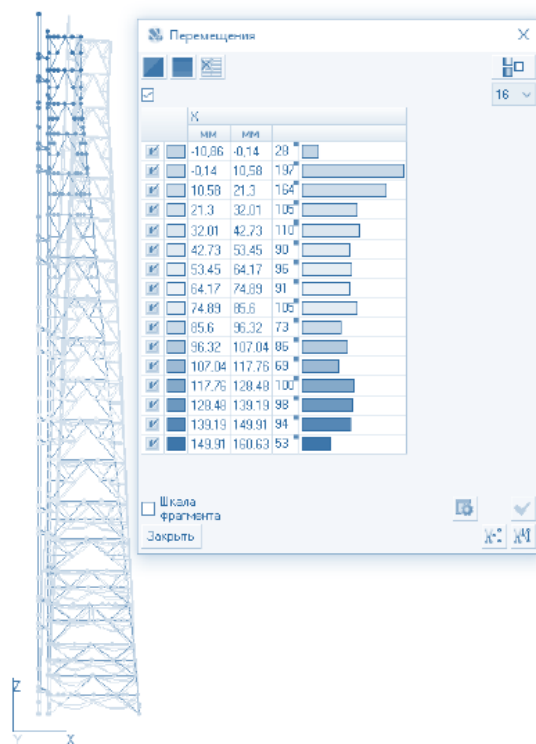 Перемещения
16
X
мм мм
-10,86 -0,14 28
-0,14 10,58 197
10,58 21,3 164
21,3 32,01 105
32,01 42,73 110
42,73 53,45 90
53,45 64,17 96
64,17 74,89 91
74,89 85,6 105
85,6 96,32 73
96,32 107,04 86
107,04 117,76 69
117,76 128,48 100
128,48 139,19 98
139,19 149,91 94
149,91 160,63 53
Шкала
фрагмента
Закрыть
Z
Y X